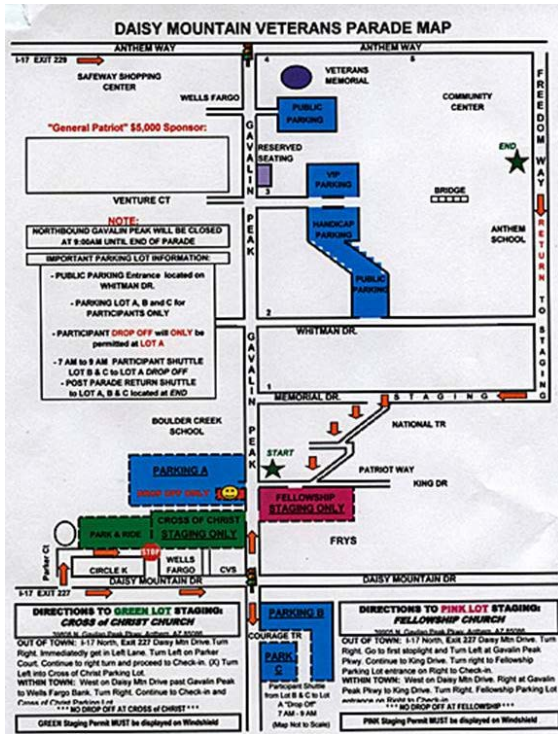 DAISY MOUNTAIN VETERANS PARADE MAP
ANTHEM WAY
ANTHEM WAY
I-17 EXIT 229
4
5
SAFEWAY SHOPPING
CENTER
VETERANS
MEMORIAL
COMMUNITY
CENTER
WELLS FARGO
PUBLIC
PARKING
FREEDOM WAY
"General Patriot" $5,000 Sponsor:
GAVALIN PEAK
RESERVED
SEATING
END
VIP
PARKING
3
BRIDGE
VENTURE CT
NOTE:
NORTHBOUND GAVALIN PEAK WILL BE CLOSED
AT 9:00AM UNTIL END OF PARADE
HANDICAP
PARKING
ANTHEM
SCHOOL
RETURN TO STAGING
IMPORTANT PARKING LOT INFORMATION:
- PUBLIC PARKING Entrance located on
WHITMAN DR.
- PARKING LOT A, B and C for
PARTICIPANTS ONLY
- PARTICIPANT DROP OFF will ONLY be
permitted at LOT A
- 7 AM to 9 AM PARTICIPANT SHUTTLE
LOT B & C to LOT A DROP OFF
- POST PARADE RETURN SHUTTLE
to LOT A, B & C located at END
PUBLIC
PARKING
2
WHITMAN DR.
GAVALIN PEAK
1
MEMORIAL DR.
STAGING
BOULDER CREEK
SCHOOL
NATIONAL TR
START
PARKING A
PATRIOT WAY
KING DR
DROP OFF ONLY
FELLOWSHIP
STAGING ONLY
CROSS OF CHRIST
STAGING ONLY
PARK & RIDE
STOP
FRYS
Parker Ct
CIRCLE K
WELLS
FARGO
CVS
DAISY MOUNTAIN DR
DAISY MOUNTAIN DR
I-17 EXIT 227
DIRECTIONS TO GREEN LOT STAGING:
CROSS of CHRIST CHURCH
OUT OF TOWN: I-17 North, Exit 227 Daisy Mtn Drive. Turn
Right. Immediately get in Left Lane. Turn Left on Parker
Court. Continue to right turn and proceed to Check-in. (X) Turn
Left into Cross of Christ Parking Lot.
WITHIN TOWN: West on Daisy Mtn Drive past Gavalin Peak
to Wells Fargo Bank. Turn Right. Continue to Check-in and
Cross of Christ Parking Lot
*** NO DROP OFF AT CROSS of CHRIST ***
GREEN Staging Permit MUST be displayed on Windshield
PARKING B
COURAGE TR
PARK
C
Participant Shuttle
from Lot B & C to Lot
A "Drop Off"
7 AM - 9 AM
(Map Not to Scale)
DIRECTIONS TO PINK LOT STAGING:
FELLOWSHIP CHURCH
OUT OF TOWN: I-17 North, Exit 227 Daisy Mtn Drive. Turn
Right. Go to first stoplight and Turn Left at Gavalin Peak
Pkwy. Continue to King Drive. Turn right to Fellowship
Parking Lot entrance on Right to Check-in.
WITHIN TOWN: West on Daisy Mtn Drive. Right at Gavalin
Peak Pkwy to King Drive. Turn Right. Fellowship Parking Lot
entrance on Right to Check-in
*** NO DROP OFF AT FELLOWSHIP ***
PINK Staging Permit MUST be displayed on Windshield